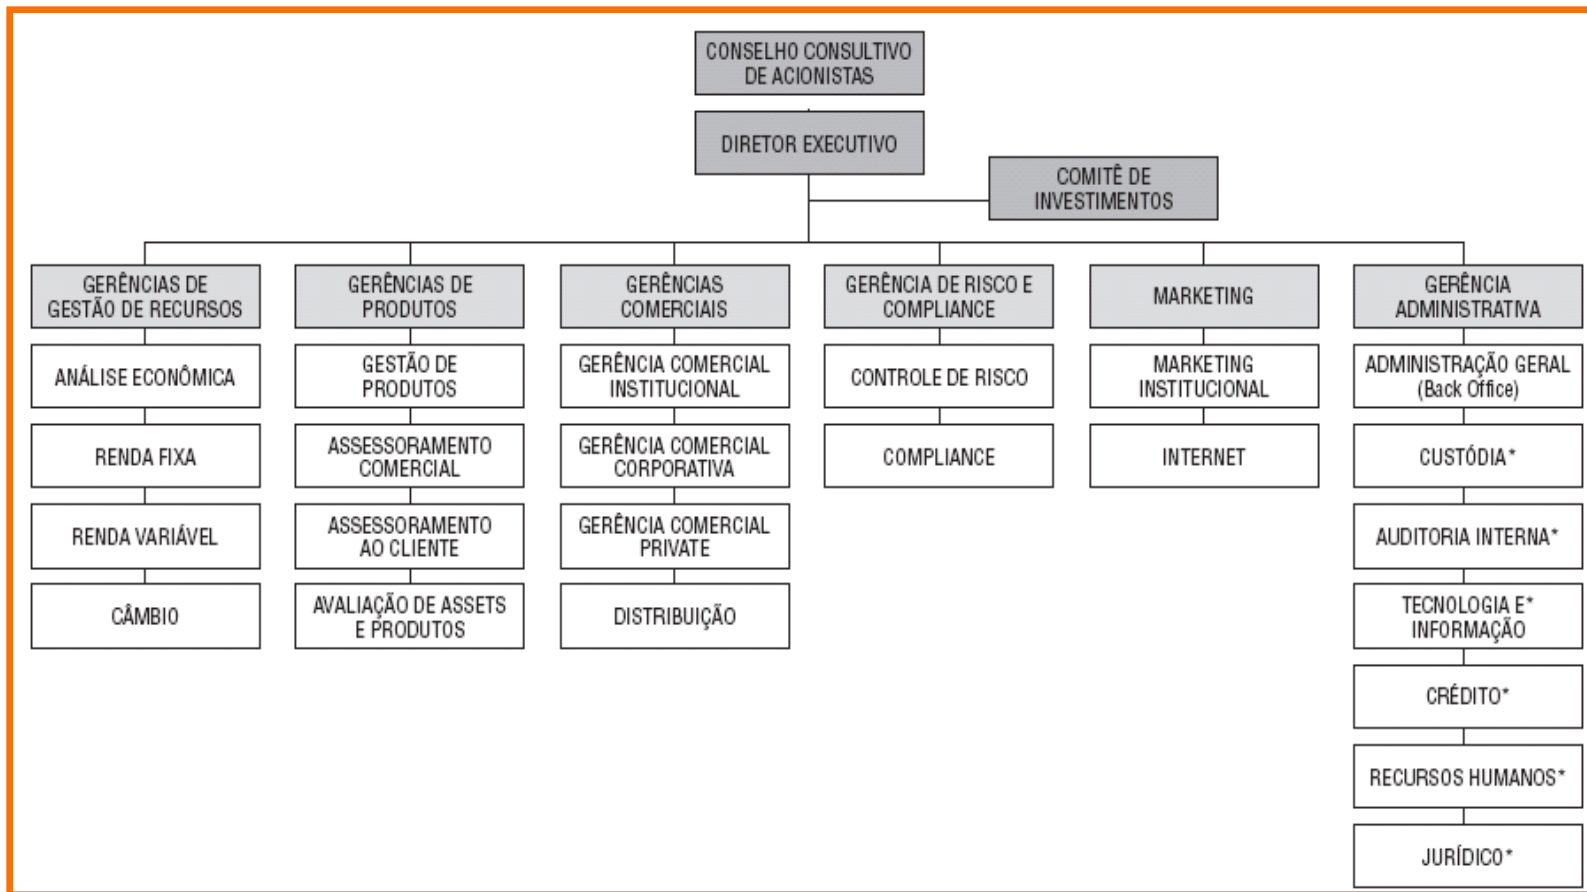 CONSELHO CONSULTIVO
DE ACIONISTAS
DIRETOR EXECUTIVO
COMITÊ DE
INVESTIMENTOS
GERÊNCIAS DE
GESTÃO DE RECURSOS
ANÁLISE ECONÔMICA
RENDA FIXA
RENDA VARIÁVEL
CÂMBIO
GERÊNCIAS DE
PRODUTOS
GESTÃO DE
PRODUTOS
ASSESSORAMENTO
COMERCIAL
ASSESSORAMENTO
AO CLIENTE
AVALIAÇÃO DE ASSETS
E PRODUTOS
GERÊNCIAS
COMERCIAIS
GERÊNCIA COMERCIAL
INSTITUCIONAL
GERÊNCIA COMERCIAL
CORPORATIVA
GERÊNCIA COMERCIAL
PRIVATE
DISTRIBUIÇÃO
GERÊNCIA DE RISCO E
COMPLIANCE
CONTROLE DE RISCO
COMPLIANCE
MARKETING
MARKETING
INSTITUCIONAL
INTERNET
GERÊNCIA
ADMINISTRATIVA
ADMINISTRAÇÃO GERAL
(Back Office)
CUSTÓDIA*
AUDITORIA INTERNA*
TECNOLOGIA E*
INFORMAÇÃO
CRÉDITO*
RECURSOS HUMANOS*
JURÍDICO*